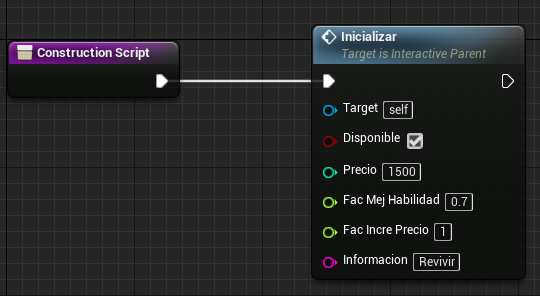 Construction Script
Inicializar
Target is Interactive Parent
Target self
Disponible
Precio 1500
Fac Mej Habilidad 0.7
Fac Incre Precio 1
Informacion Revivir